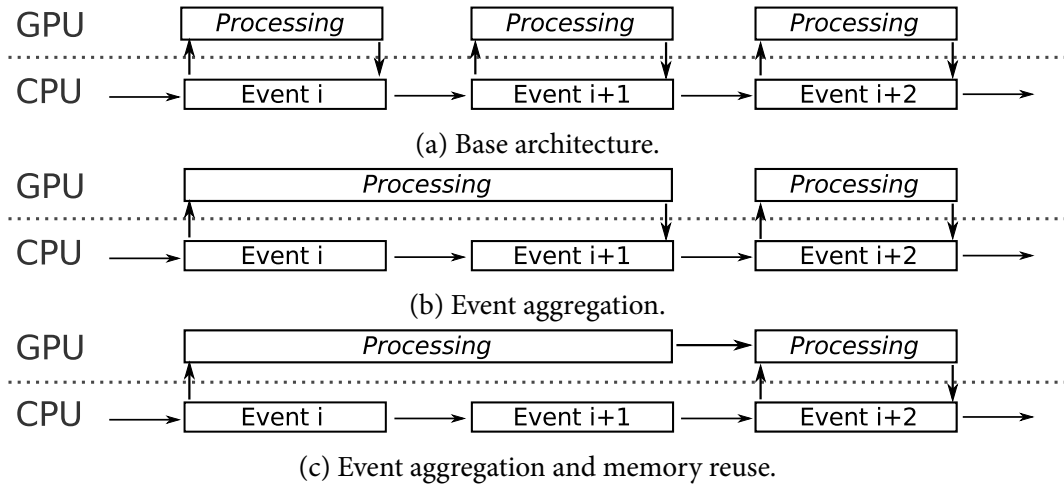 GPU Processing Processing Processing
CPU Event i Event i+1 Event i+2
(a) Base architecture.
GPU Processing Processing
CPU Event i Event i+1 Event i+2
(b) Event aggregation.
GPU Processing Processing
CPU Event i Event i+1 Event i+2
(c) Event aggregation and memory reuse.